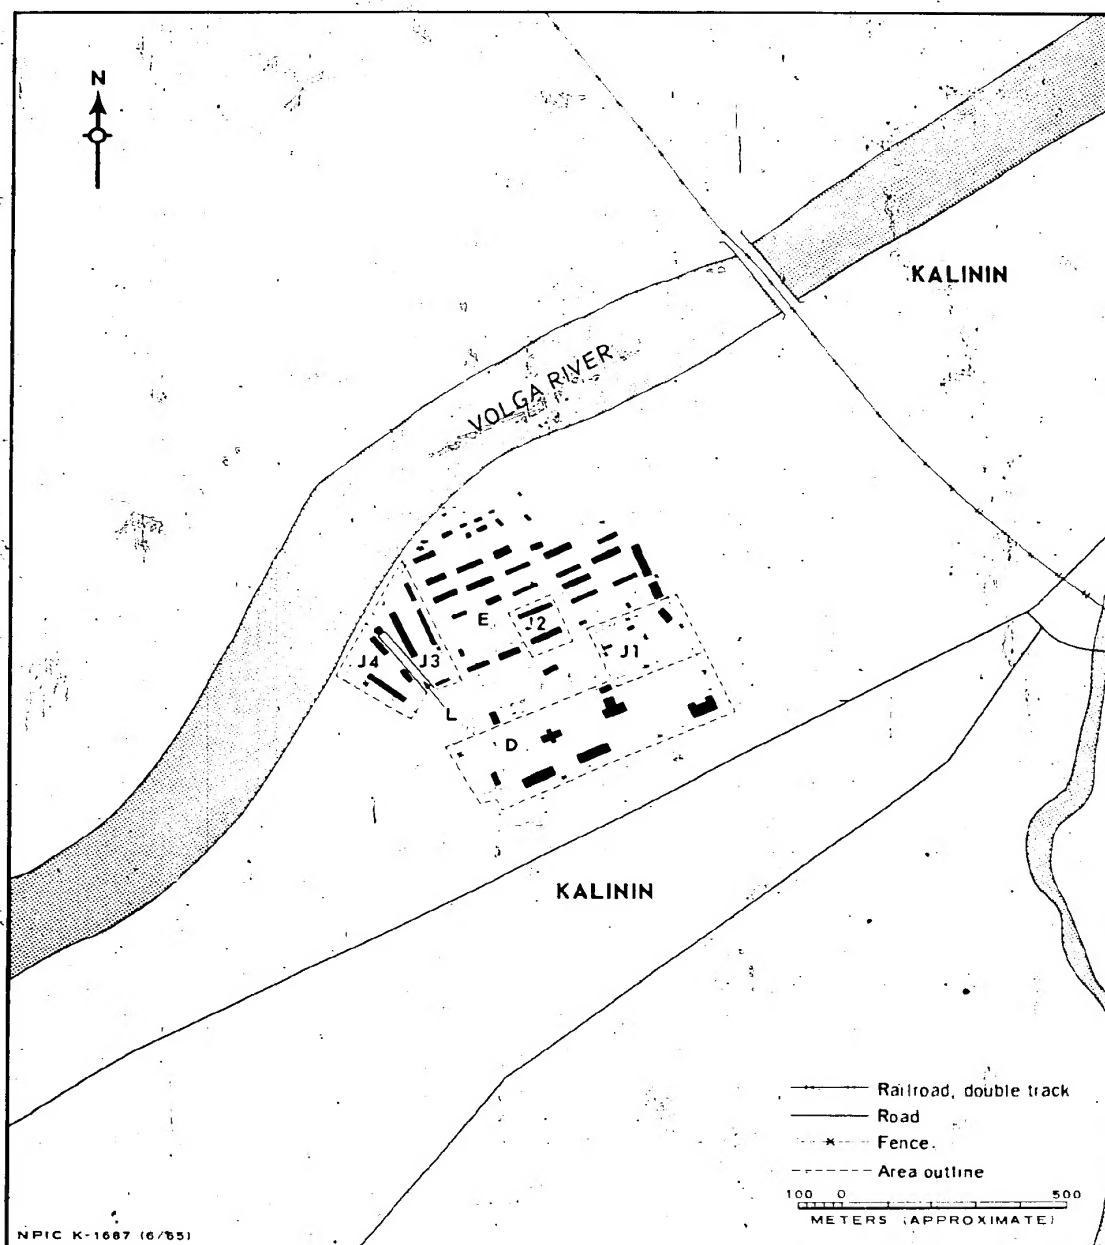 N
KALININ
VOLGA RIVER
E
J2
J1
J4
J3
L
D
KALININ
Railroad, double track
Road
Fence
Area outline
100 0 500
METERS (APPROXIMATE)
NPIC K-1687 (6/65)